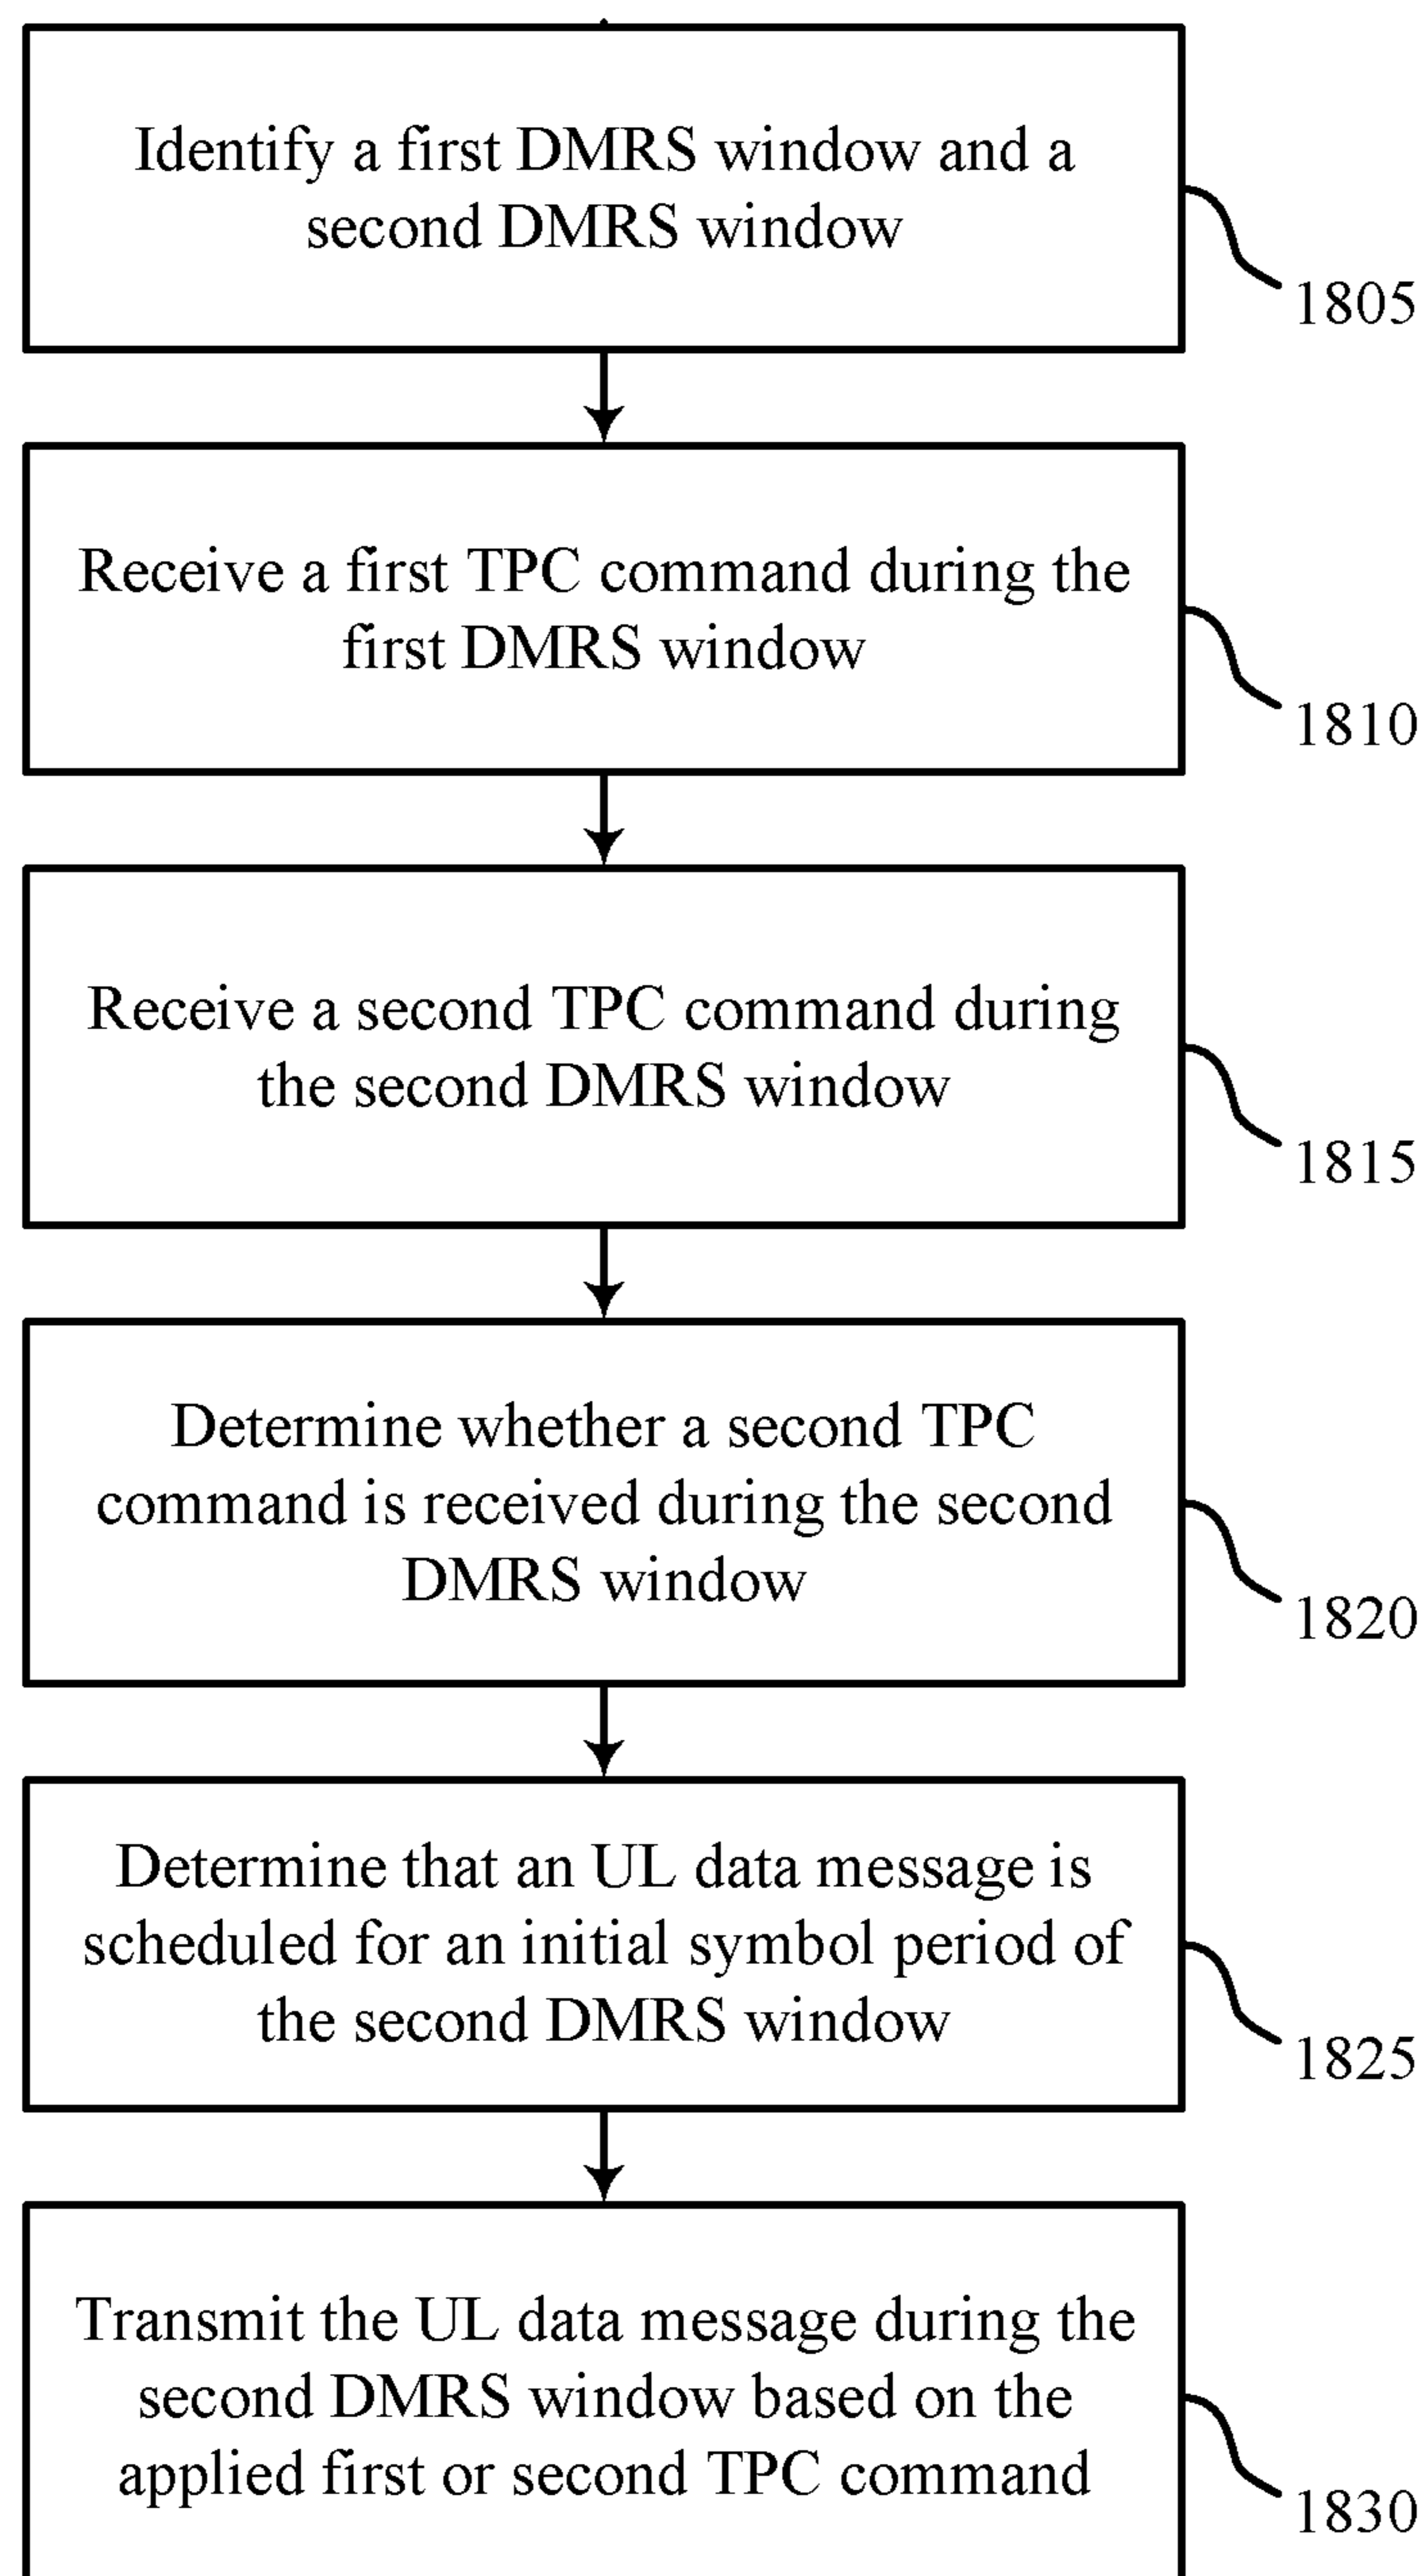 Identify a first DMRS window and a
second DMRS window
1805
Receive a first TPC command during the
first DMRS window
1810
Receive a second TPC command during
the second DMRS window
1815
Determine whether a second TPC
command is received during the second
DMRS window
1820
Determine that an UL data message is
scheduled for an initial symbol period of
the second DMRS window
1825
Transmit the UL data message during the
second DMRS window based on the
applied first or second TPC command
1830